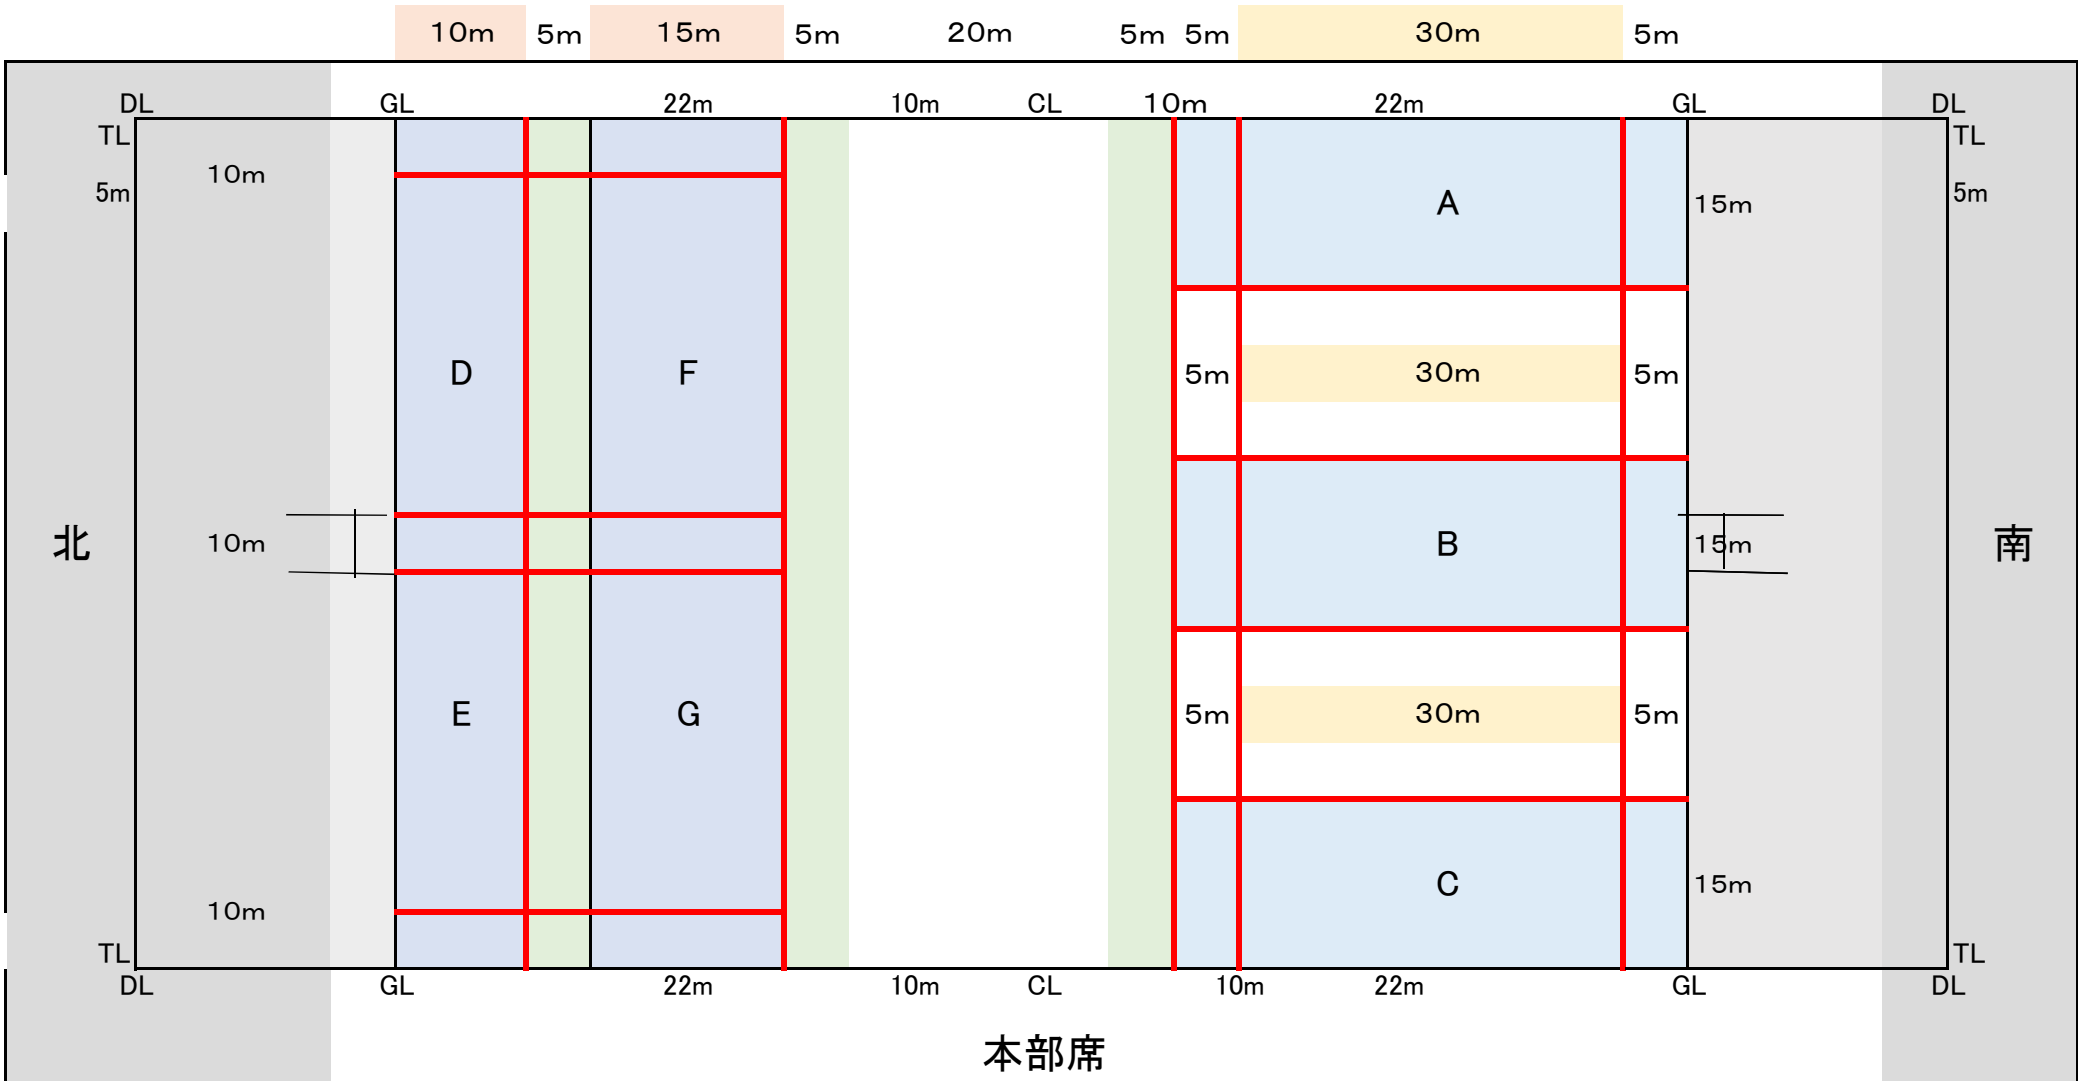 10m 5m 15m 5m 20m 5m 5m 30m 5m
DL GL 22m 10m CL 10m 22m GL DL
TL TL
10m
5m 5m
A 15m
D F 5m 30m 5m
北 10m B 15m 南
E G 5m 30m 5m
C 15m
10m
TL TL
DL GL 22m 10m CL 10m 22m GL DL
本部席